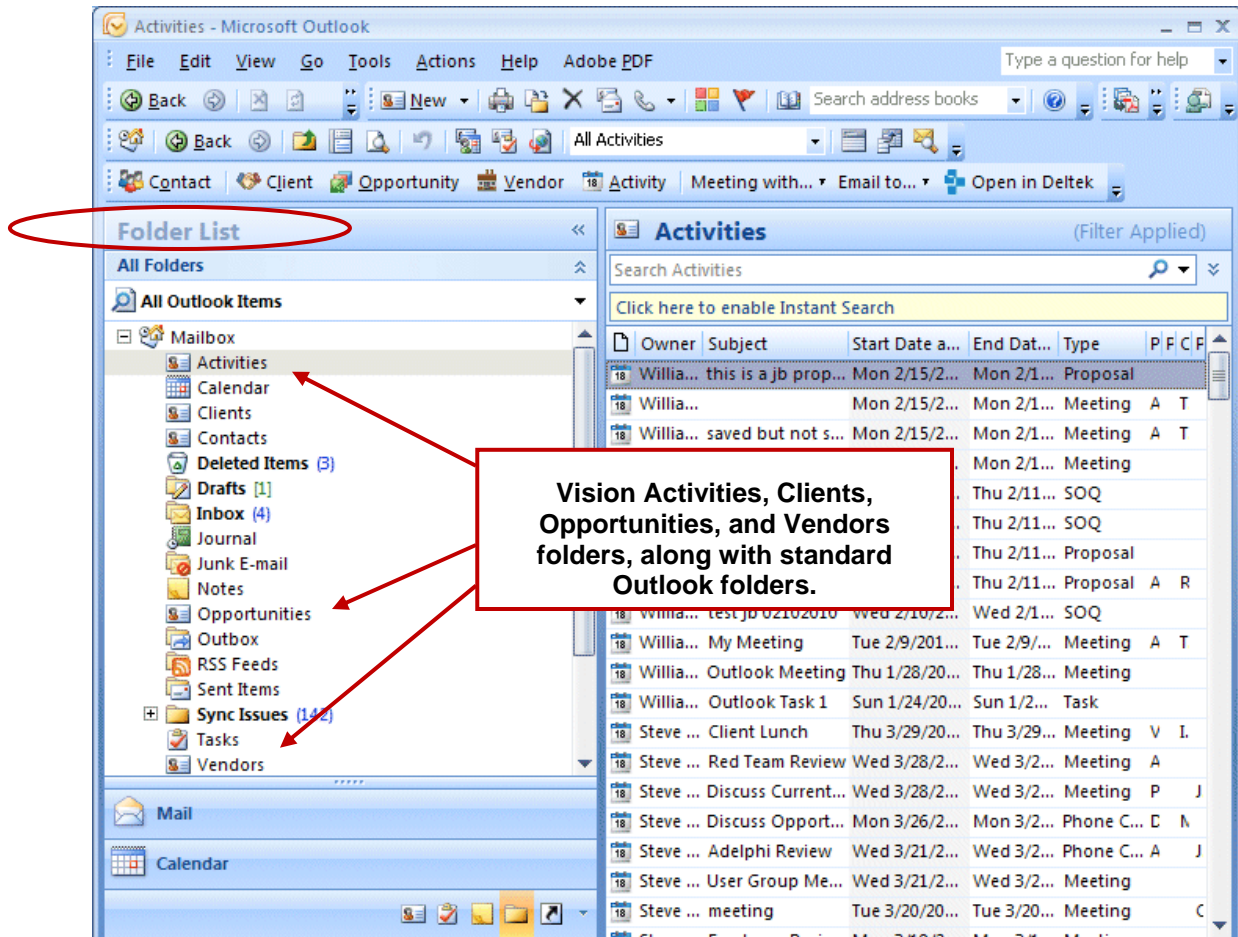 Activities - Microsoft Outlook
File Edit View Go Tools Actions Help Adobe PDF Type a question for help
Back New Search address books
Back All Activities
Contact Client Opportunity Vendor Activity Meeting with... Email to... Open in Deltek
Folder List
All Folders
All Outlook Items
Mailbox
Activities
Calendar
Clients
Contacts
Deleted Items (3)
Drafts [1]
Inbox (4)
Journal
Junk E-mail
Notes
Opportunities
Outbox
RSS Feeds
Sent Items
Sync Issues (142)
Tasks
Vendors
Mail
Calendar
Activities (Filter Applied)
Search Activities
Click here to enable Instant Search
Owner Subject Start Date a... End Dat... Type P F C F
Willia... this is a jb prop... Mon 2/15/2... Mon 2/1... Proposal
Willia... Mon 2/15/2... Mon 2/1... Meeting A T
Willia... saved but not s... Mon 2/15/2... Mon 2/1... Meeting A T
Mon 2/1... Meeting
Thu 2/11... SOQ
Thu 2/11... SOQ
Thu 2/11... Proposal
Thu 2/11... Proposal A R
Willia... test jb 02102010 Wed 2/10/2... Wed 2/1... SOQ
Willia... My Meeting Tue 2/9/201... Tue 2/9/... Meeting A T
Willia... Outlook Meeting Thu 1/28/20... Thu 1/28... Meeting
Willia... Outlook Task 1 Sun 1/24/20... Sun 1/2... Task
Steve ... Client Lunch Thu 3/29/20... Thu 3/29... Meeting V I.
Steve ... Red Team Review Wed 3/28/2... Wed 3/2... Meeting A
Steve ... Discuss Current... Wed 3/28/2... Wed 3/2... Meeting P J
Steve ... Discuss Opport... Mon 3/26/2... Mon 3/2... Phone C... D
Steve ... Adelphi Review Wed 3/21/2... Wed 3/2... Phone C... A J
Steve ... User Group Me... Wed 3/21/2... Wed 3/2... Meeting
Steve ... meeting Tue 3/20/20... Tue 3/20... Meeting
Vision Activities, Clients,
Opportunities, and Vendors
folders, along with standard
Outlook folders.